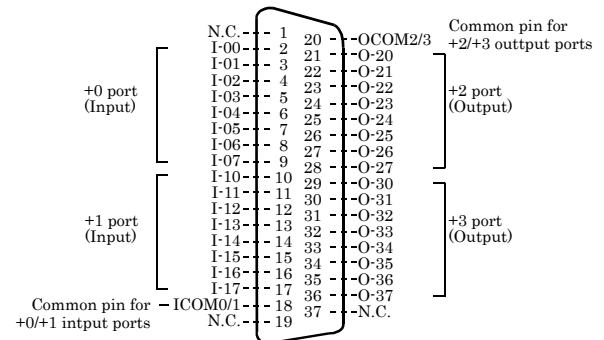 N.C. 1
I-00 2
I-01 3
I-02 4
I-03 5
I-04 6
I-05 7
I-06 8
I-07 9
I-10 10
I-11 11
I-12 12
I-13 13
I-14 14
I-15 15
I-16 16
I-17 17
ICOM0/1 18
N.C. 19
+0 port
(Input)
+1 port
(Input)
Common pin for
+0/+1 intput ports
20 OCOM2/3
21 O-20
22 O-21
23 O-22
24 O-23
25 O-24
26 O-25
27 O-26
28 O-27
29 O-30
30 O-31
31 O-32
32 O-33
33 O-34
34 O-35
35 O-36
36 O-37
37 N.C.
Common pin for
+2/+3 outtput ports
+2 port
(Output)
+3 port
(Output)